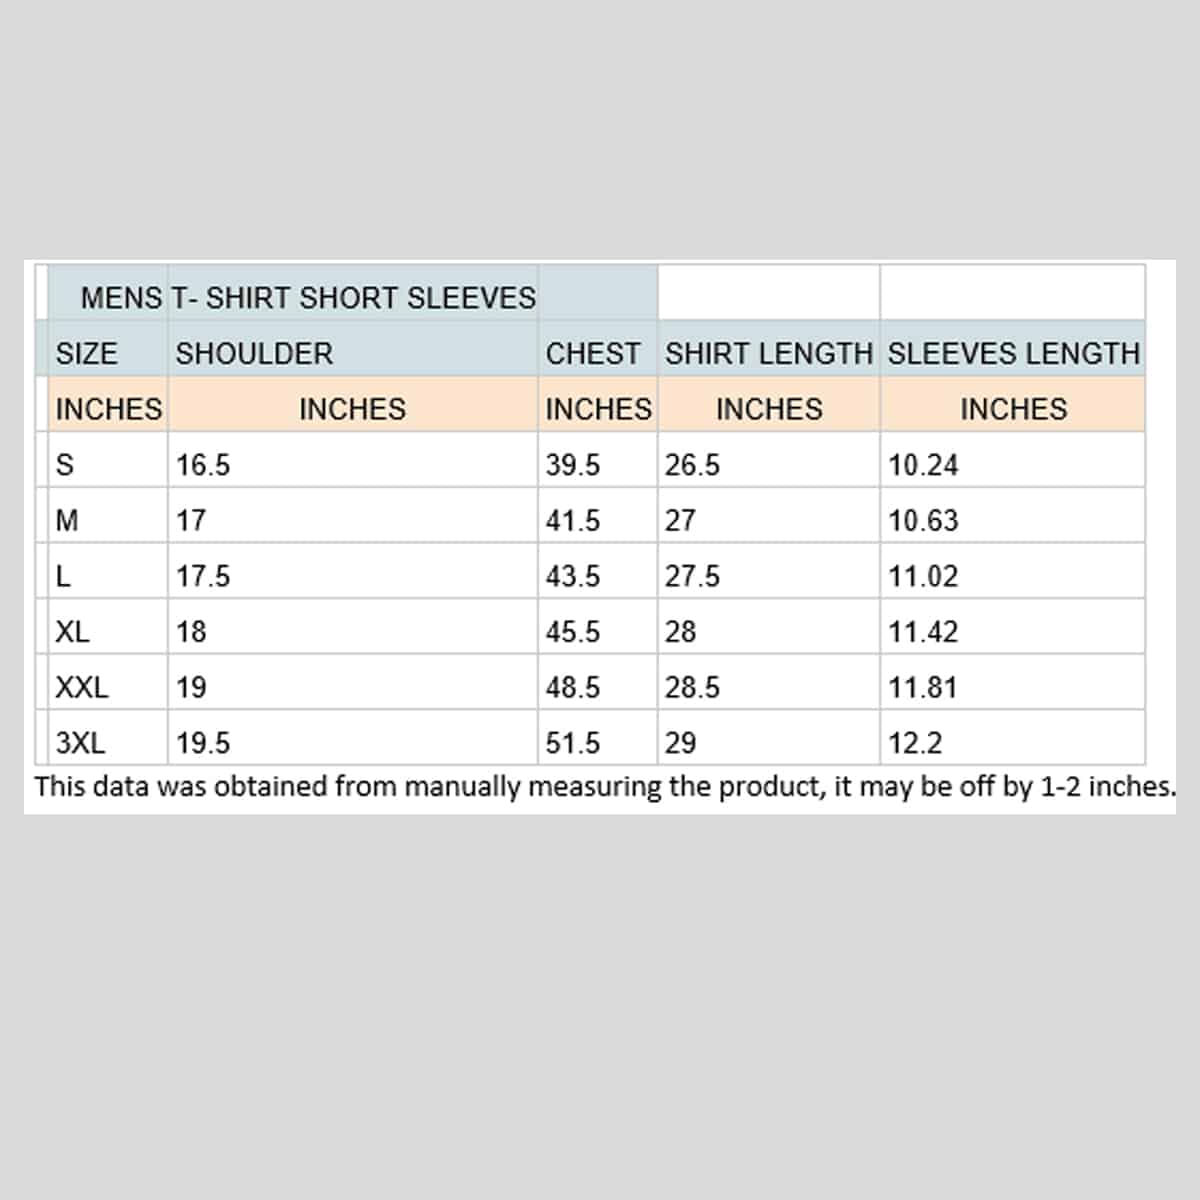 MENS T- SHIRT SHORT SLEEVES
SIZE SHOULDER CHEST SHIRT LENGTH SLEEVES LENGTH
INCHES INCHES INCHES INCHES INCHES
S 16.5 39.5 26.5 10.24
M 17 41.5 27 10.63
L 17.5 43.5 27.5 11.02
XL 18 45.5 28 11.42
XXL 19 48.5 28.5 11.81
3XL 19.5 51.5 29 12.2
This data was obtained from manually measuring the product, it may be off by 1-2 inches.